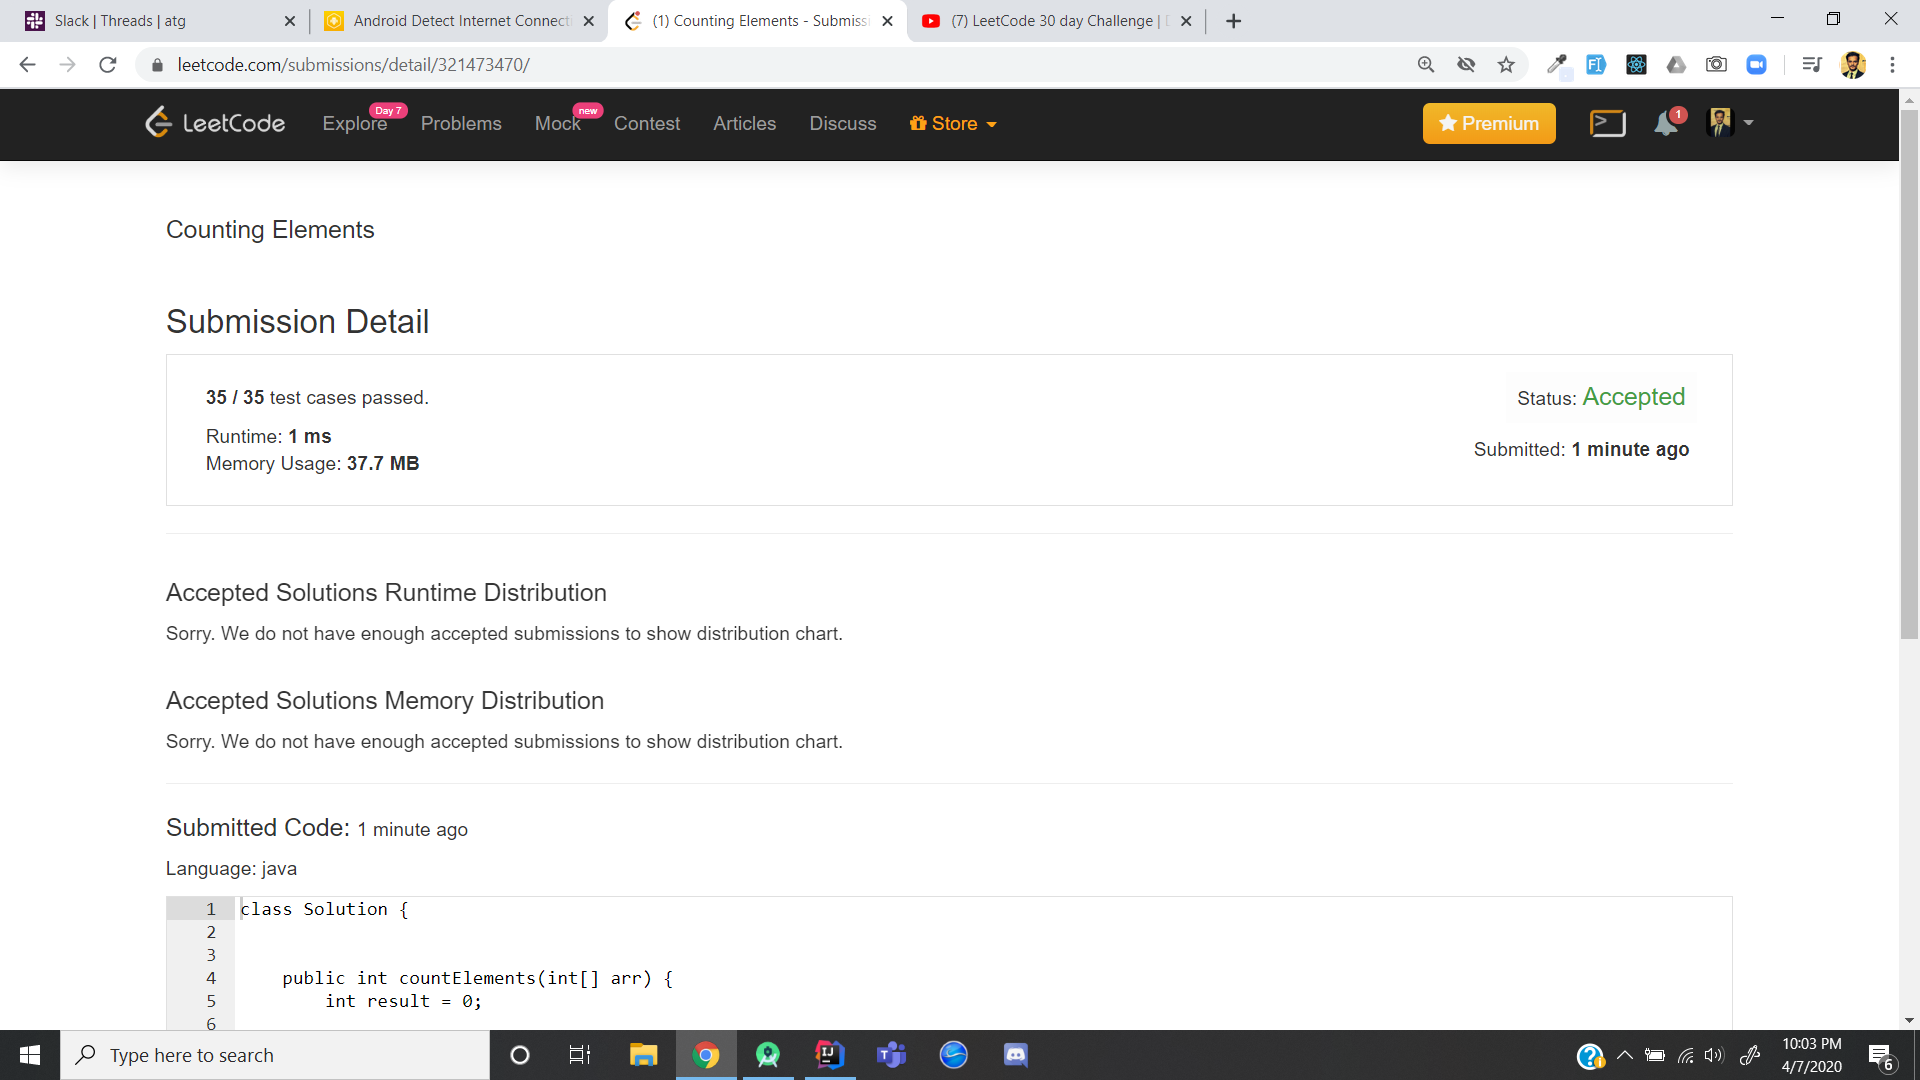 Slack | Threads | atg
Android Detect Internet Connecti
(1) Counting Elements - Submiss
(7) LeetCode 30 day Challenge |
leetcode.com/submissions/detail/321473470/
LeetCode
Explore
Day 7
Problems
Mock
new
Contest
Articles
Discuss
Store
Premium
1
Counting Elements
Submission Detail
35 / 35 test cases passed.
Status: Accepted
Runtime: 1 ms
Submitted: 1 minute ago
Memory Usage: 37.7 MB
Accepted Solutions Runtime Distribution
Sorry. We do not have enough accepted submissions to show distribution chart.
Accepted Solutions Memory Distribution
Sorry. We do not have enough accepted submissions to show distribution chart.
Submitted Code: 1 minute ago
Language: java
1 class Solution {
2
3
4 public int countElements(int[] arr) {
5 int result = 0;
6
Type here to search
10:03 PM
4/7/2020
6